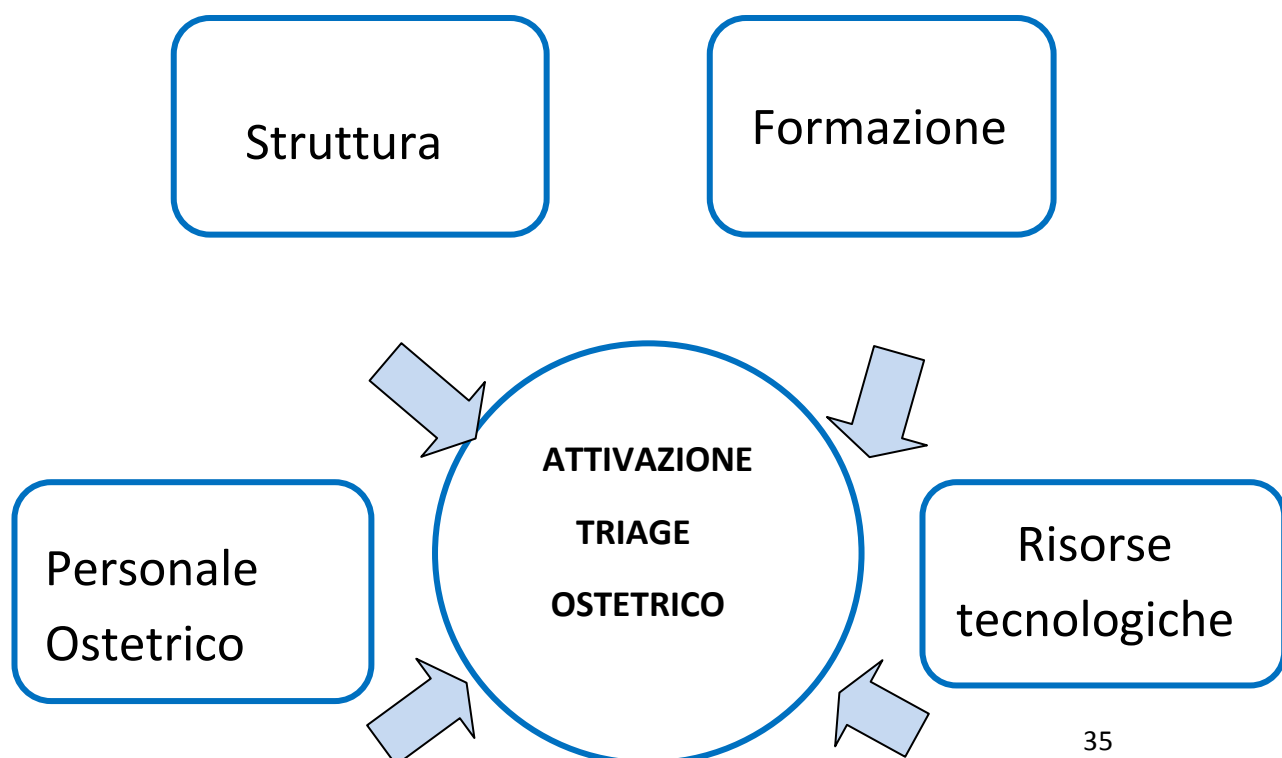 Struttura
Formazione
ATTIVAZIONE
TRIAGE
OSTETRICO
Personale
Ostetrico
Risorse
tecnologiche
35